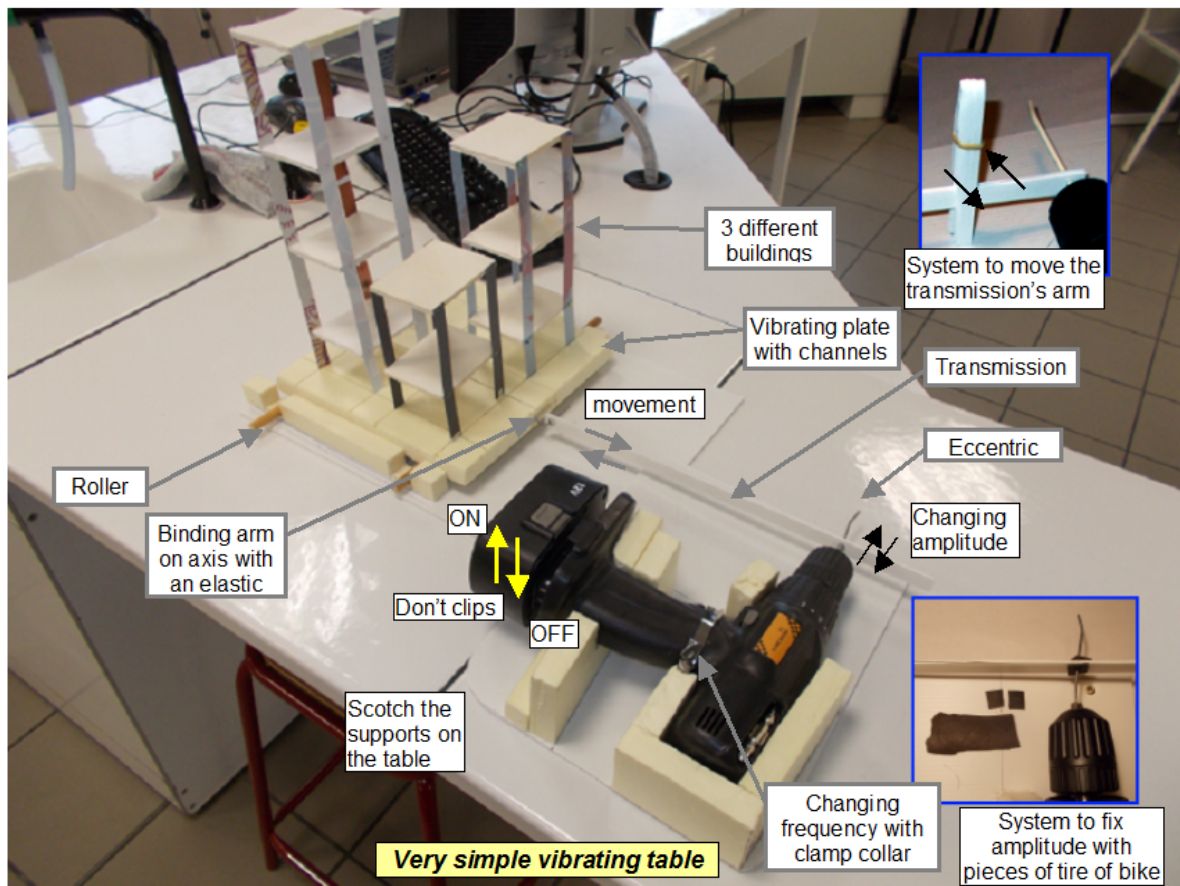 3 different
buildings
System to move the
transmission's arm
Vibrating plate
with channels
Transmission
movement
Eccentric
Roller
Changing
amplitude
Binding arm
on axis with
an elastic
ON
12V
Don't clips
OFF
Scotch the
supports on
the table
Changing
frequency with
clamp collar
System to fix
amplitude with
pieces of tire of bike
Very simple vibrating table